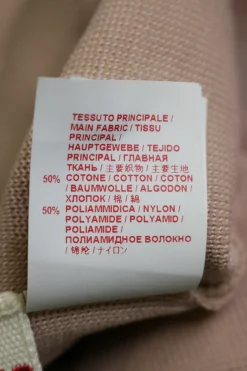 TESSUTO PRINCIPALE /
MAIN FABRIC / TISSU
PRINCIPAL /
HAUPTGEWEBE / TEJIDO
PRINCIPAL / ГЛАВНАЯ
ТКАНЬ / 主要织物 / 主要生地
50% COTONE / COTTON / COTON
/ BAUMWOLLE / ALGODÓN /
ХЛОПОК / 棉 / 綿
50% POLIAMMIDICA / NYLON /
POLYAMIDE / POLYAMID /
POLIAMIDE /
ПОЛИАМИДНОЕ ВОЛОКНО
/ 锦纶 / ナイロン